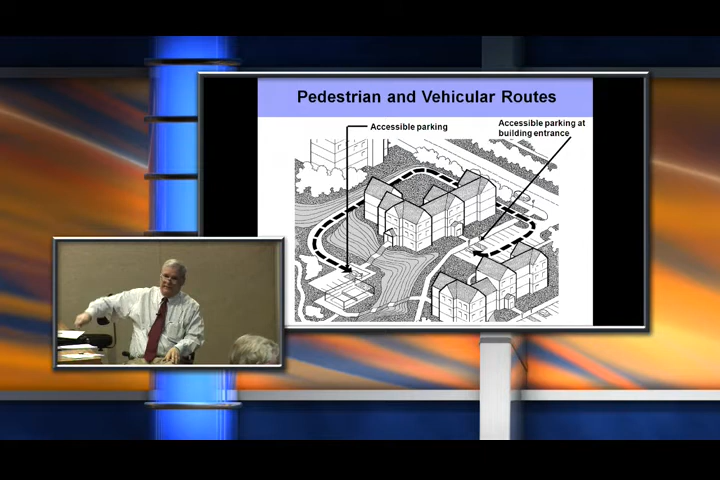 Pedestrian and Vehicular Routes
Accessible parking
Accessible parking at
building entrance